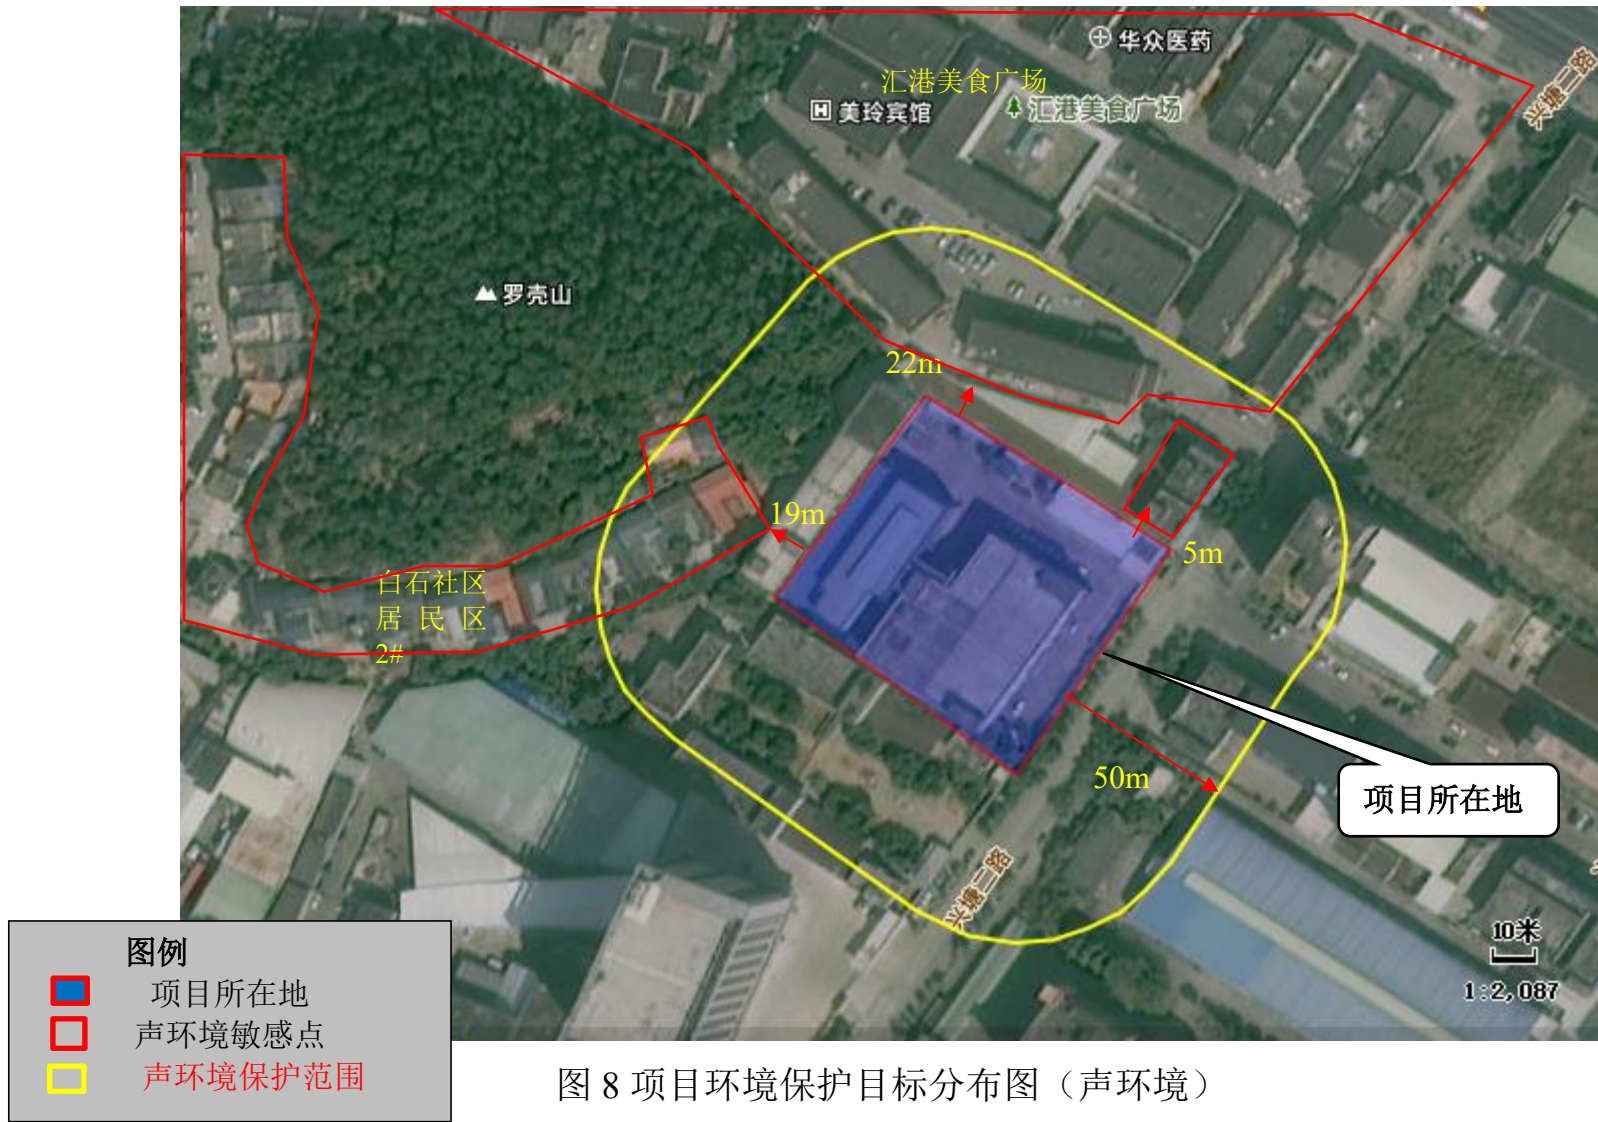 华众医药
汇港美食广场
美玲宾馆
汇港美食广场
兴塘二路
罗壳山
22m
19m
5m
白石社区
居民区
2#
50m
项目所在地
兴塘二路
10米
1:2,087
图例
项目所在地
声环境敏感点
声环境保护范围
图 8 项目环境保护目标分布图（声环境）